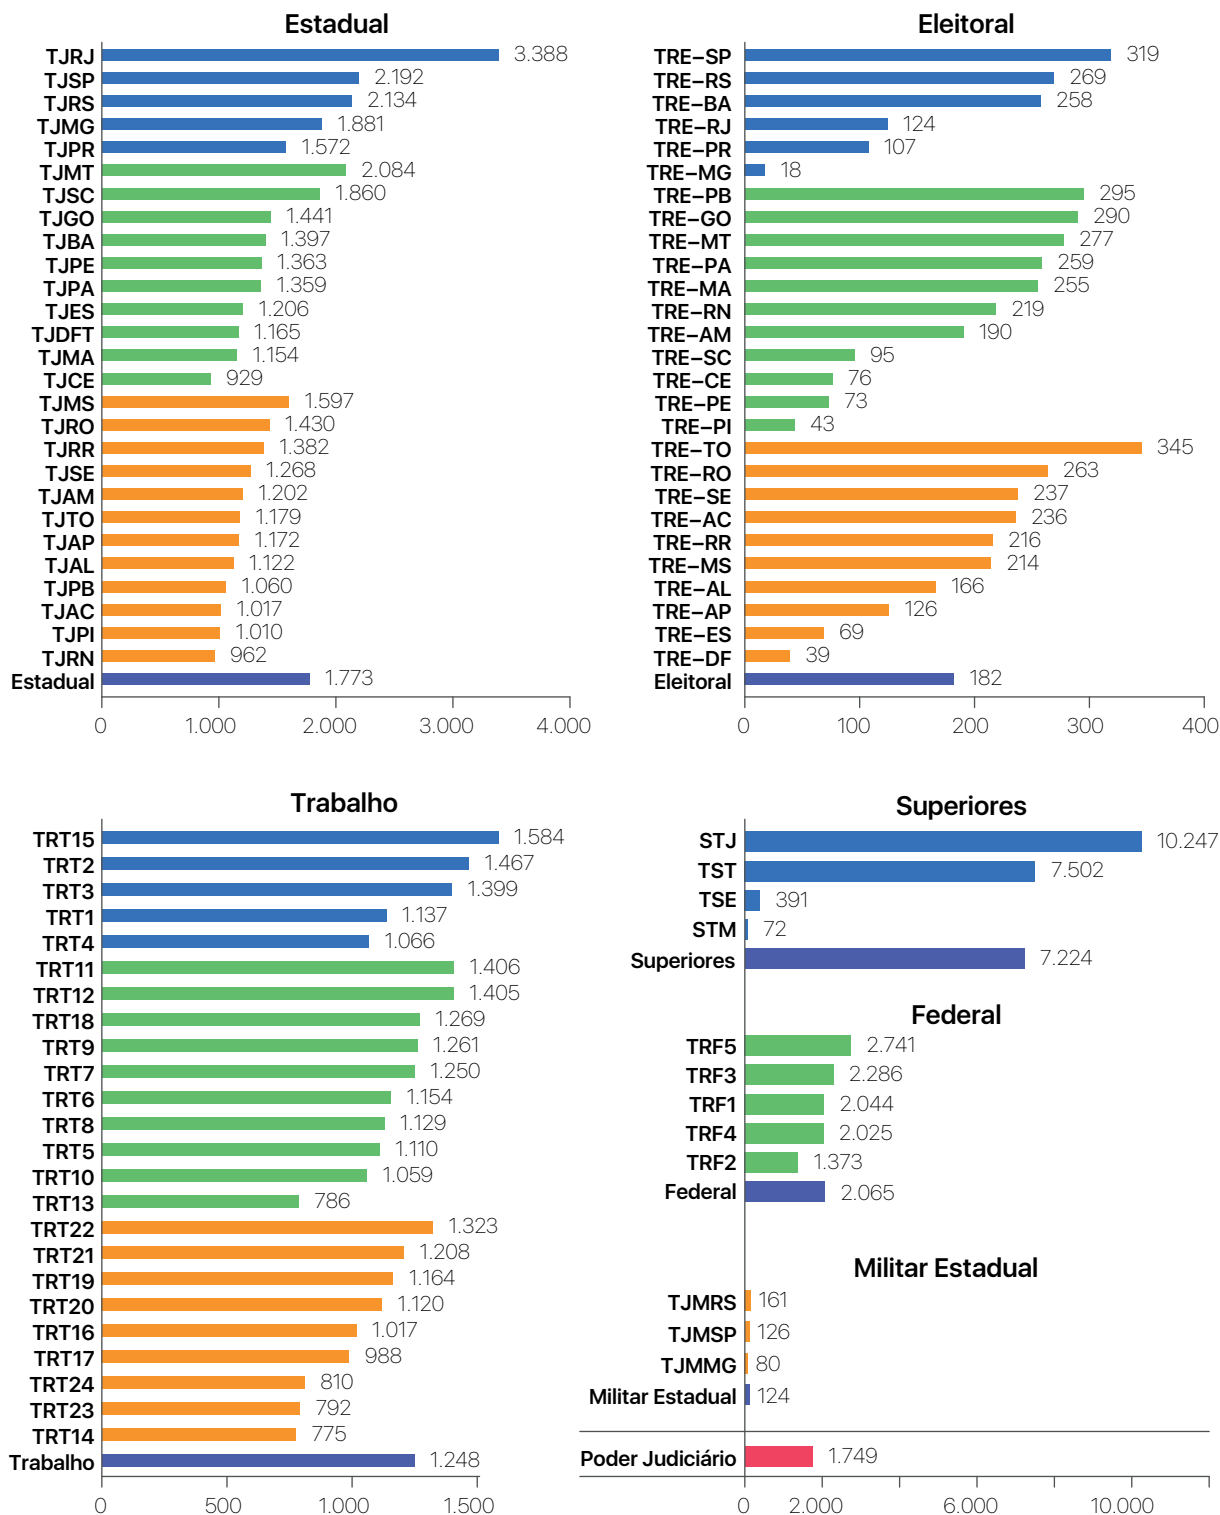 Estadual
TJRJ 3.388
TJSP 2.192
TJRS 2.134
TJMG 1.881
TJPR 1.572
TJMT 2.084
TJSC 1.860
TJGO 1.441
TJBA 1.397
TJPE 1.363
TJPA 1.359
TJES 1.206
TJDFT 1.165
TJMA 1.154
TJCE 929
TJMS 1.597
TJRO 1.430
TJRR 1.382
TJSE 1.268
TJAM 1.202
TJTO 1.179
TJAP 1.172
TJAL 1.122
TJPB 1.060
TJAC 1.017
TJPI 1.010
TJRN 962
Estadual 1.773
0 1.000 2.000 3.000 4.000
Eleitoral
TRE–SP 319
TRE–RS 269
TRE–BA 258
TRE–RJ 124
TRE–PR 107
TRE–MG 18
TRE–PB 295
TRE–GO 290
TRE–MT 277
TRE–PA 259
TRE–MA 255
TRE–RN 219
TRE–AM 190
TRE–SC 95
TRE–CE 76
TRE–PE 73
TRE–PI 43
TRE–TO 345
TRE–RO 263
TRE–SE 237
TRE–AC 236
TRE–RR 216
TRE–MS 214
TRE–AL 166
TRE–AP 126
TRE–ES 69
TRE–DF 39
Eleitoral 182
0 100 200 300 400
Trabalho
TRT15 1.584
TRT2 1.467
TRT3 1.399
TRT1 1.137
TRT4 1.066
TRT11 1.406
TRT12 1.405
TRT18 1.269
TRT9 1.261
TRT7 1.250
TRT6 1.154
TRT8 1.129
TRT5 1.110
TRT10 1.059
TRT13 786
TRT22 1.323
TRT21 1.208
TRT19 1.164
TRT20 1.120
TRT16 1.017
TRT17 988
TRT24 810
TRT23 792
TRT14 775
Trabalho 1.248
0 500 1.000 1.500
Superiores
STJ 10.247
TST 7.502
TSE 391
STM 72
Superiores 7.224
Federal
TRF5 2.741
TRF3 2.286
TRF1 2.044
TRF4 2.025
TRF2 1.373
Federal 2.065
Militar Estadual
TJMRS 161
TJMSP 126
TJMMG 80
Militar Estadual 124
Poder Judiciário 1.749
0 2.000 6.000 10.000